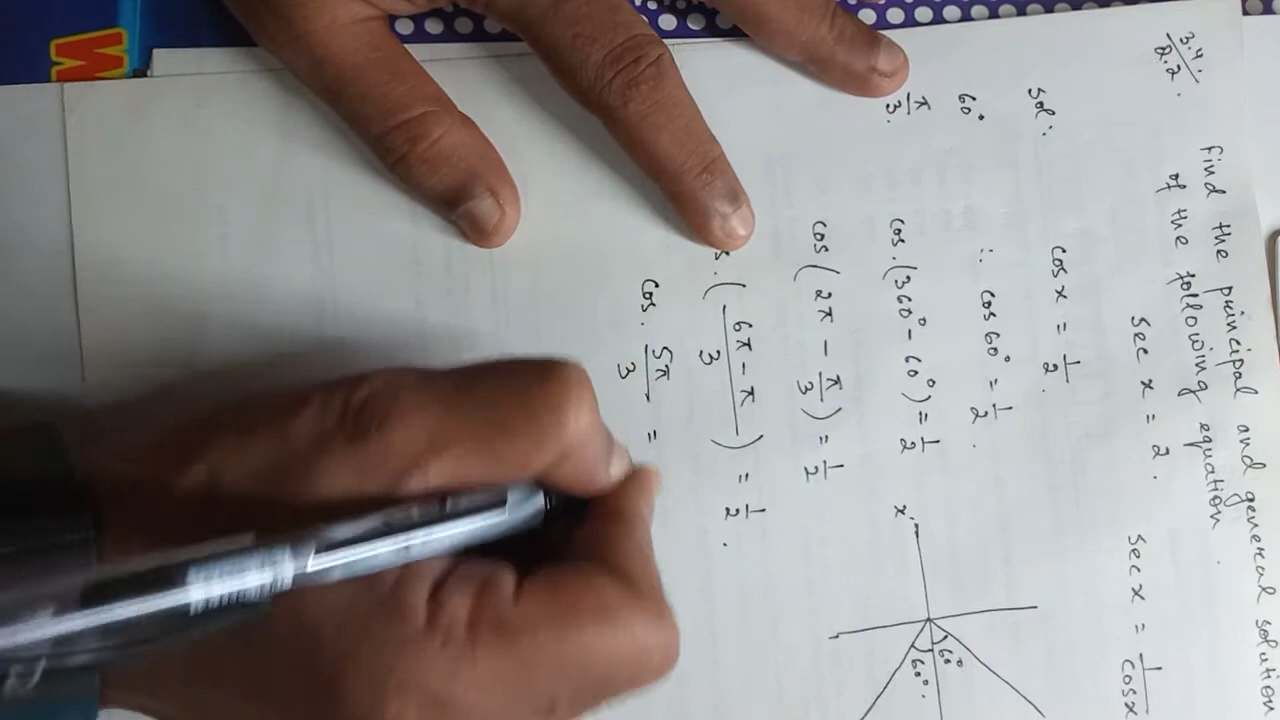 3.4.
2.2.
Find the principal and general solution
of the following equation.
sec x = 2.
sec x = 1/cosx
Sol:
cos x = 1/2.
60°
∴ cos 60° = 1/2.
π/3.
cos.(360° - 60°) = 1/2
cos(2π - π/3) = 1/2
s.(6π - π/3) = 1/2.
cos. 5π/3 =
x'
60°
60°.
W